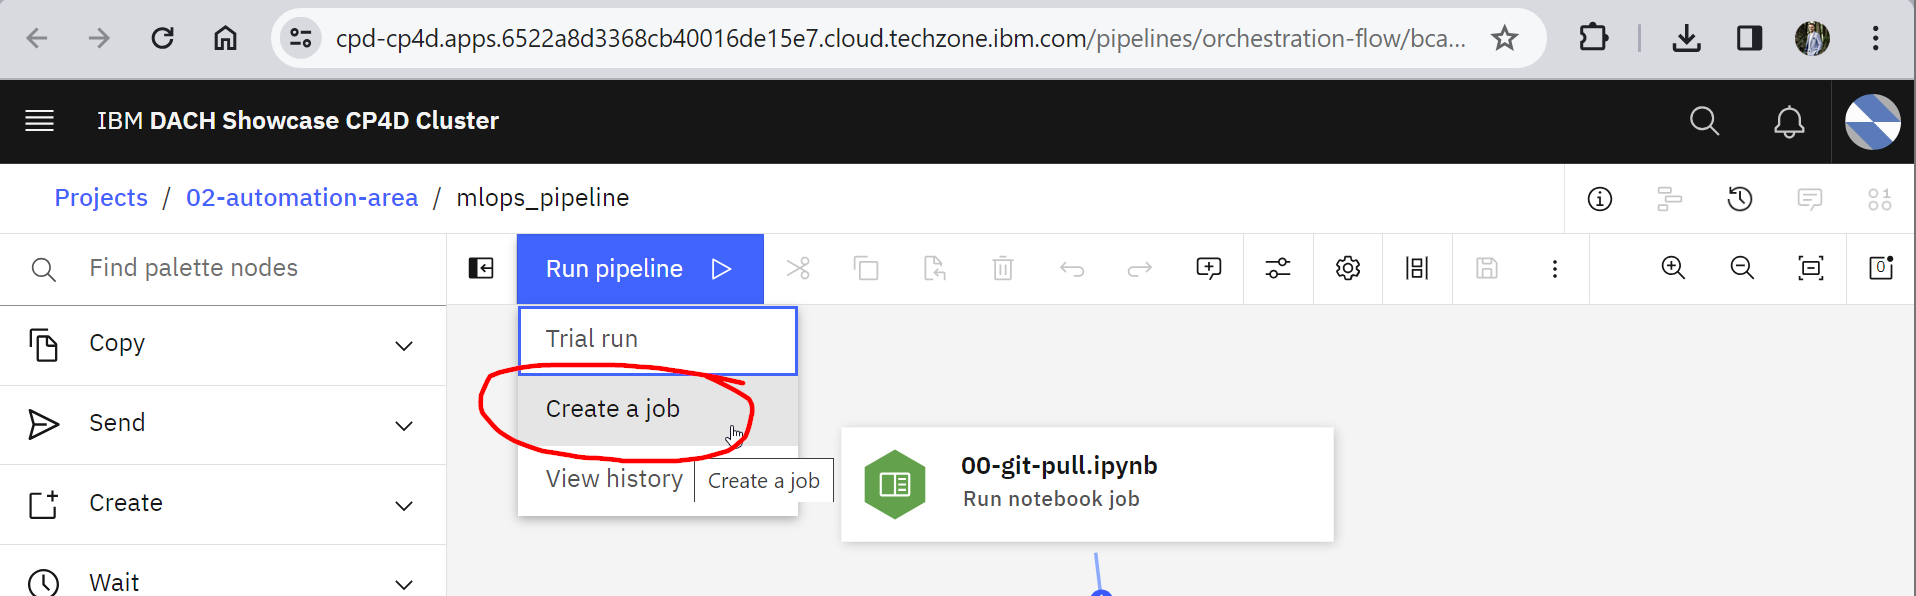 cpd-cp4d.apps.6522a8d3368cb40016de15e7.cloud.techzone.ibm.com/pipelines/orchestration-flow/bca...
IBM DACH Showcase CP4D Cluster
Projects / 02-automation-area / mlops_pipeline
Find palette nodes
Run pipeline
Trial run
Create a job
View history
Create a job
Copy
Send
Create
Wait
00-git-pull.ipynb
Run notebook job